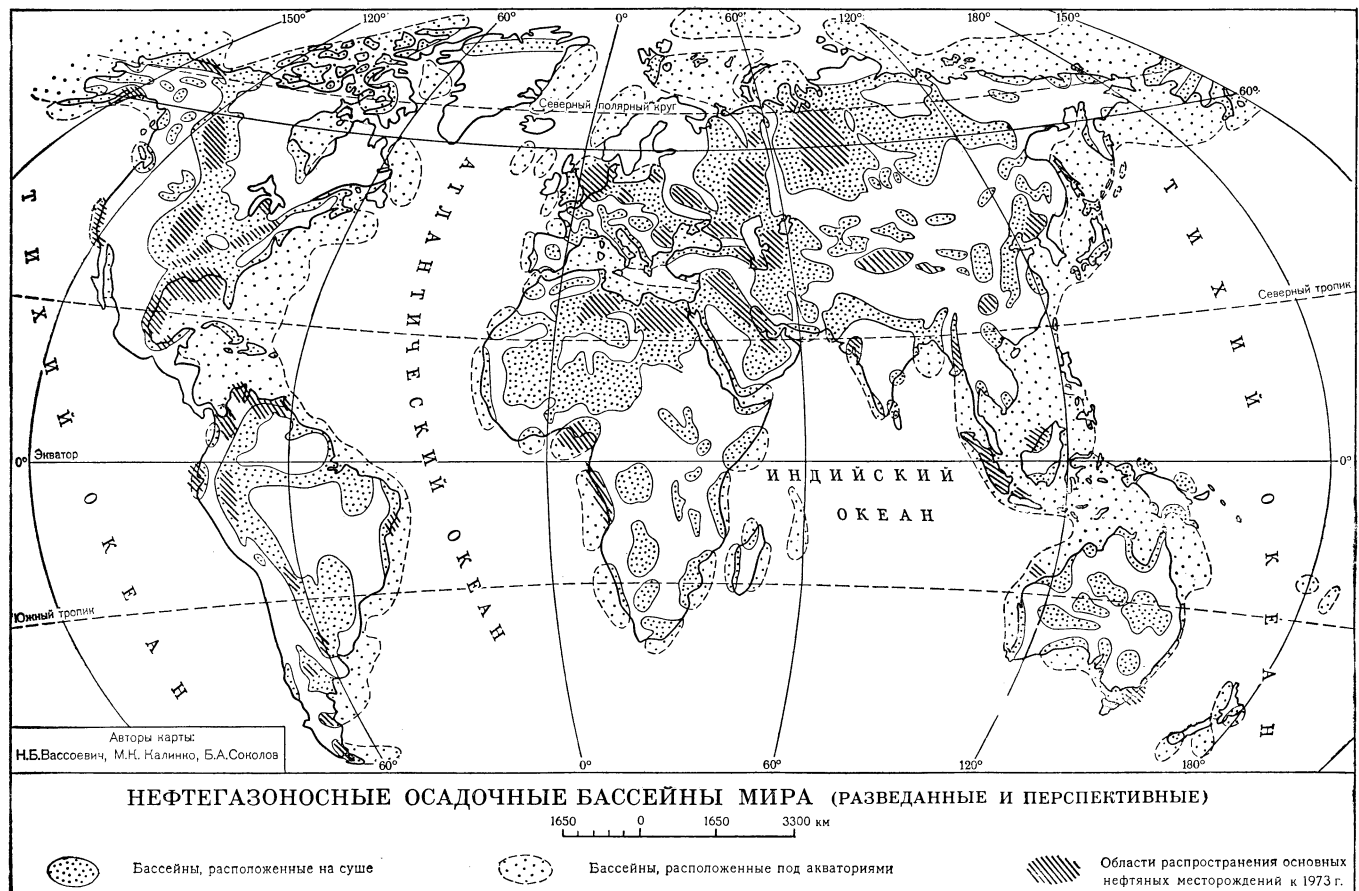 150° 120° 60° 0° 60° 120° 180° 150°
60°
Северный полярный круг
АТЛАНТИЧЕСКИЙ ОКЕАН
ТИХИЙ ОКЕАН
ТИХИЙ ОКЕАН
Северный тропик
0° Экватор
0°
ИНДИЙСКИЙ
ОКЕАН
Южный тропик
Авторы карты:
Н.Б.Вассоевич, М.К. Калинко, Б.А.Соколов
60° 0° 60° 120° 180°
НЕФТЕГАЗОНОСНЫЕ ОСАДОЧНЫЕ БАССЕЙНЫ МИРА (РАЗВЕДАННЫЕ И ПЕРСПЕКТИВНЫЕ)
1650 0 1650 3300 км
Бассейны, расположенные на суше
Бассейны, расположенные под акваториями
Области распространения основных
нефтяных месторождений к 1973 г.